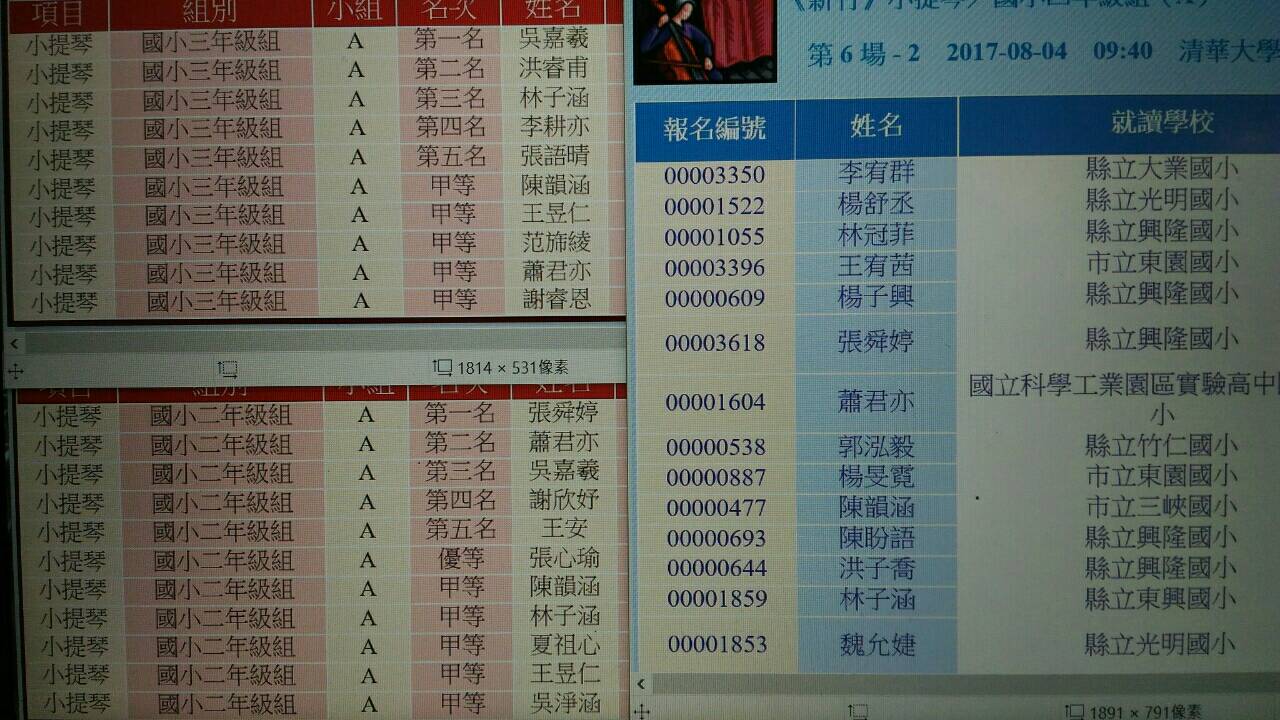 項目 組別 小組 名次 姓名
小提琴 國小三年級組 A 第一名 吳嘉羲
小提琴 國小三年級組 A 第二名 洪睿甫
小提琴 國小三年級組 A 第三名 林子涵
小提琴 國小三年級組 A 第四名 李耕亦
小提琴 國小三年級組 A 第五名 張語晴
小提琴 國小三年級組 A 甲等 陳韻涵
小提琴 國小三年級組 A 甲等 王昱仁
小提琴 國小三年級組 A 甲等 范旆綾
小提琴 國小三年級組 A 甲等 蕭君亦
小提琴 國小三年級組 A 甲等 謝睿恩
1814 × 531像素
項目 組別 小組 名次 姓名
小提琴 國小二年級組 A 第一名 張舜婷
小提琴 國小二年級組 A 第二名 蕭君亦
小提琴 國小二年級組 A 第三名 吳嘉羲
小提琴 國小二年級組 A 第四名 謝欣妤
小提琴 國小二年級組 A 第五名 王安
小提琴 國小二年級組 A 優等 張心瑜
小提琴 國小二年級組 A 甲等 陳韻涵
小提琴 國小二年級組 A 甲等 林子涵
小提琴 國小二年級組 A 甲等 夏祖心
小提琴 國小二年級組 A 甲等 王昱仁
小提琴 國小二年級組 A 甲等 吳淨涵
《新竹》小提琴／國小四年級組（A）
第 6 場 - 2 2017-08-04 09:40 清華大學
報名編號 姓名 就讀學校
00003350 李宥群 縣立大業國小
00001522 楊舒丞 縣立光明國小
00001055 林冠菲 縣立興隆國小
00003396 王宥茜 市立東園國小
00000609 楊子興 縣立興隆國小
00003618 張舜婷 縣立興隆國小
00001604 蕭君亦 國立科學工業園區實驗高中
小
00000538 郭泓毅 縣立竹仁國小
00000887 楊旻霓 市立東園國小
00000477 陳韻涵 市立三峽國小
00000693 陳盼語 縣立興隆國小
00000644 洪子喬 縣立興隆國小
00001859 林子涵 縣立東興國小
00001853 魏允婕 縣立光明國小
1891 × 791像素